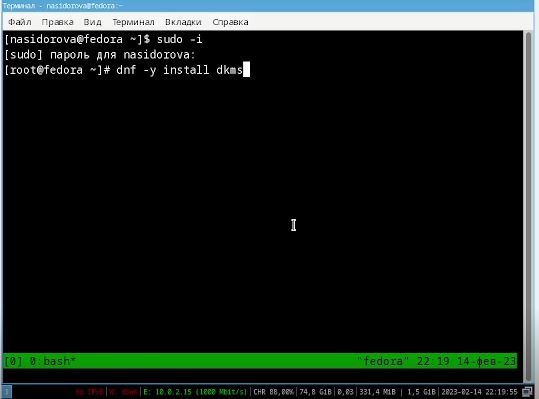 Терминал - nasidorova@fedora:~
Файл Правка Вид Терминал Вкладки Справка
[nasidorova@fedora ~]$ sudo -i
[sudo] пароль для nasidorova:
[root@fedora ~]# dnf -y install dkms
[0] 0:bash* "fedora" 22:19 14-фев-23
no IPv6 W: down E: 10.0.2.15 (1000 Mbit/s) CHR 88,00% 74,8 GiB 0,03 331,4 MiB | 1,5 GiB 2023-02-14 22:19:55